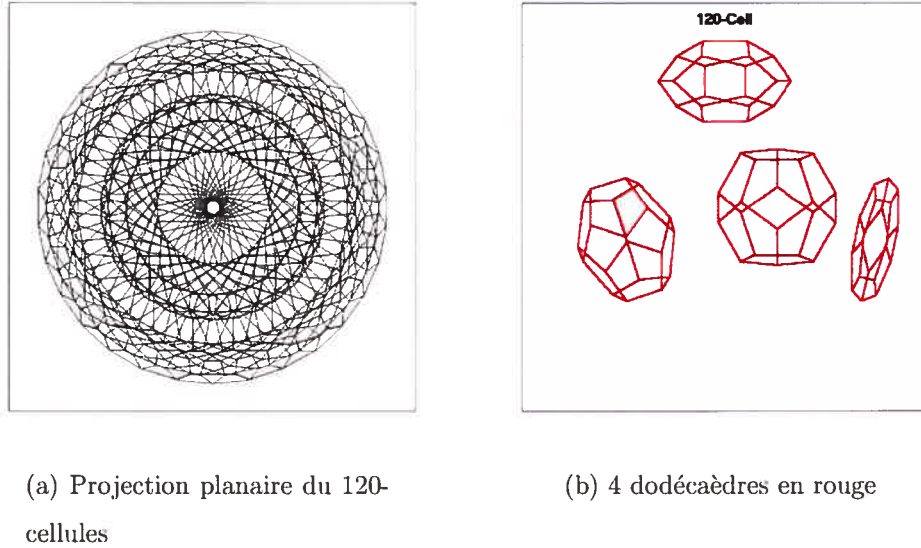 120-Cell
(a) Projection planaire du 120-
cellules
(b) 4 dodécaèdres en rouge